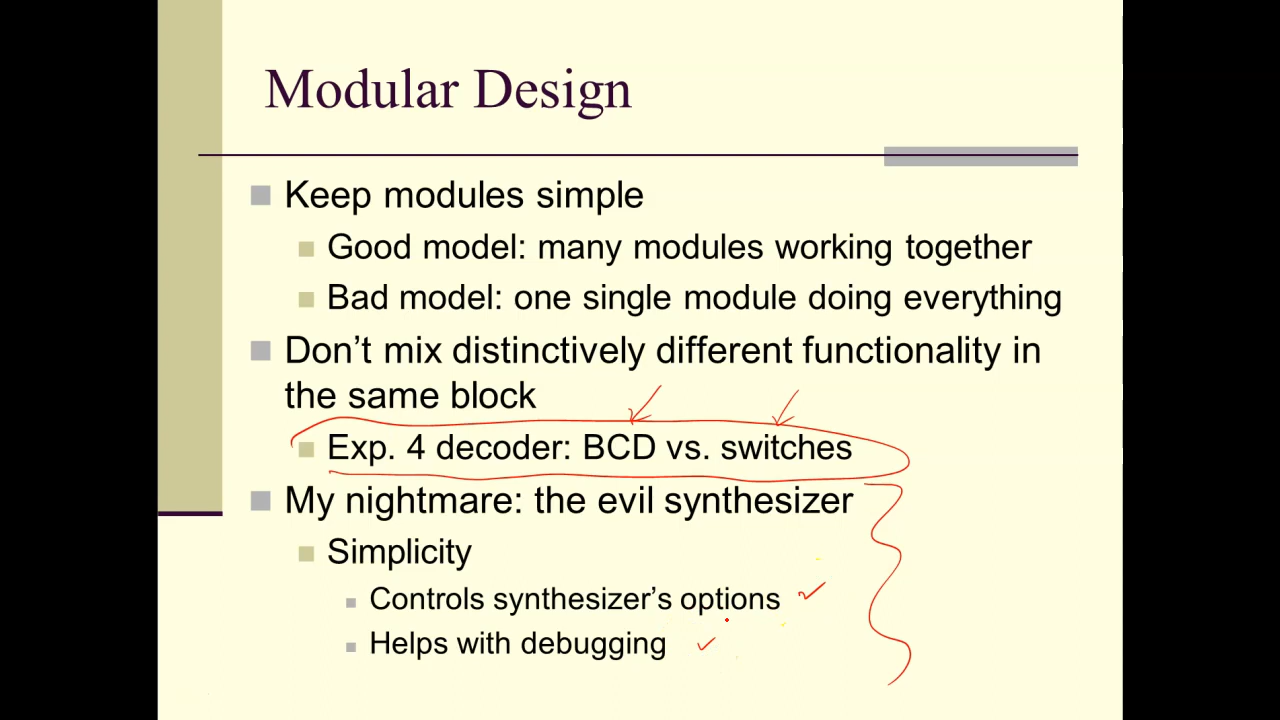 Modular Design
Keep modules simple
Good model: many modules working together
Bad model: one single module doing everything
Don’t mix distinctively different functionality in
the same block
Exp. 4 decoder: BCD vs. switches
My nightmare: the evil synthesizer
Simplicity
Controls synthesizer’s options
Helps with debugging